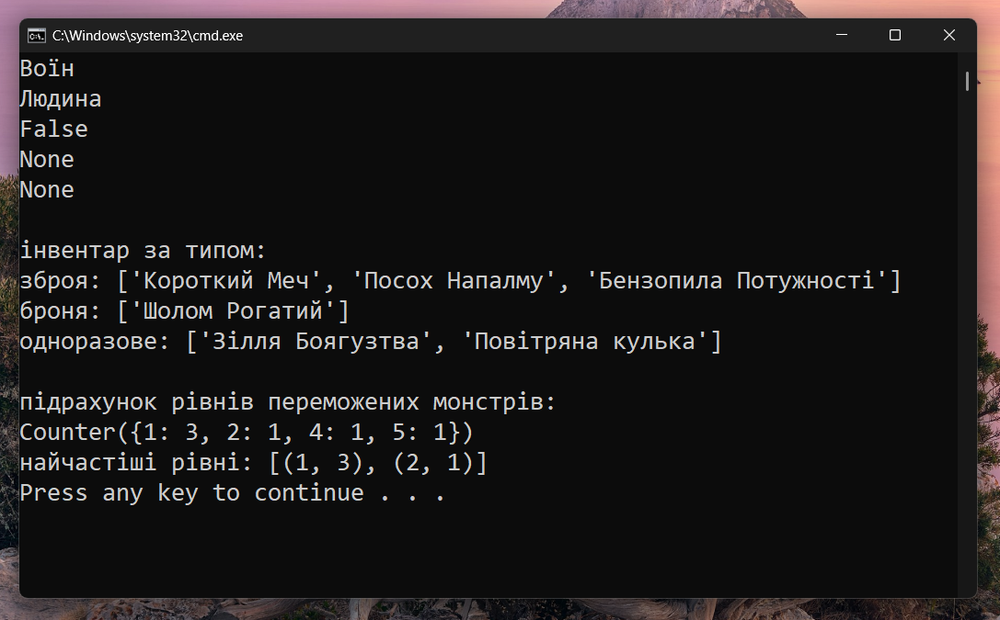 C:\Windows\system32\cmd.exe
Воїн
Людина
False
None
None
інвентар за типом:
зброя: ['Короткий Меч', 'Посох Напалму', 'Бензопила Потужності']
броня: ['Шолом Рогатий']
одноразове: ['Зілля Боягузтва', 'Повітряна кулька']
підрахунок рівнів переможених монстрів:
Counter({1: 3, 2: 1, 4: 1, 5: 1})
найчастіші рівні: [(1, 3), (2, 1)]
Press any key to continue . . .